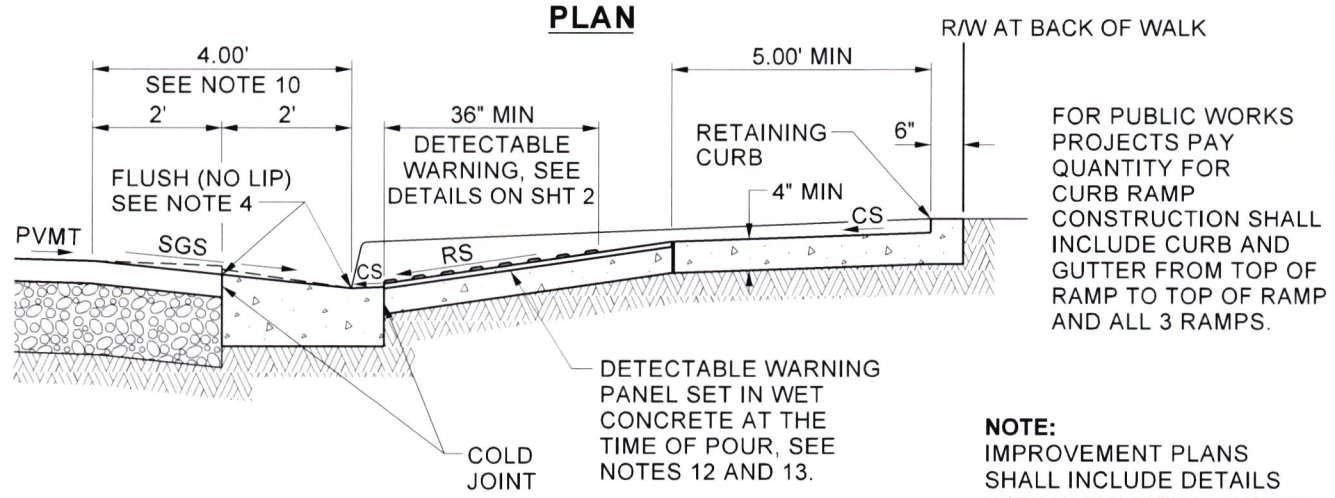 PLAN
R/W AT BACK OF WALK
4.00'
SEE NOTE 10
2'
2'
36" MIN
DETECTABLE
WARNING, SEE
DETAILS ON SHT 2
5.00' MIN
RETAINING
CURB
6"
4" MIN
FLUSH (NO LIP)
SEE NOTE 4
PVMT
SGS
CS
RS
CS
FOR PUBLIC WORKS
PROJECTS PAY
QUANTITY FOR
CURB RAMP
CONSTRUCTION SHALL
INCLUDE CURB AND
GUTTER FROM TOP OF
RAMP TO TOP OF RAMP
AND ALL 3 RAMPS.
DETECTABLE WARNING
PANEL SET IN WET
CONCRETE AT THE
TIME OF POUR, SEE
NOTES 12 AND 13.
COLD
JOINT
NOTE:
IMPROVEMENT PLANS
SHALL INCLUDE DETAILS